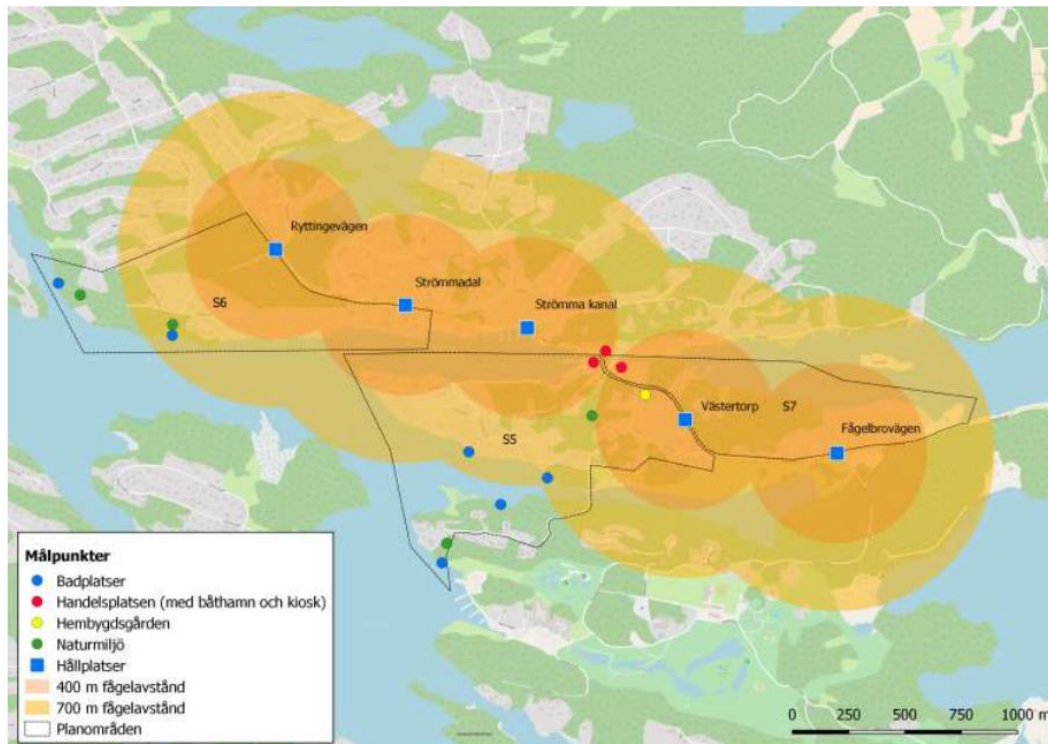 Ryttingevägen
Strömmadal
Strömma kanal
S6
Västertorp
S7
Fågelbrovägen
S5
Målpunkter
Badplatser
Handelsplatsen (med båthamn och kiosk)
Hembygdsgården
Naturmiljö
Hållplatser
400 m fågelavstånd
700 m fågelavstånd
Planområden
0 250 500 750 1000 m